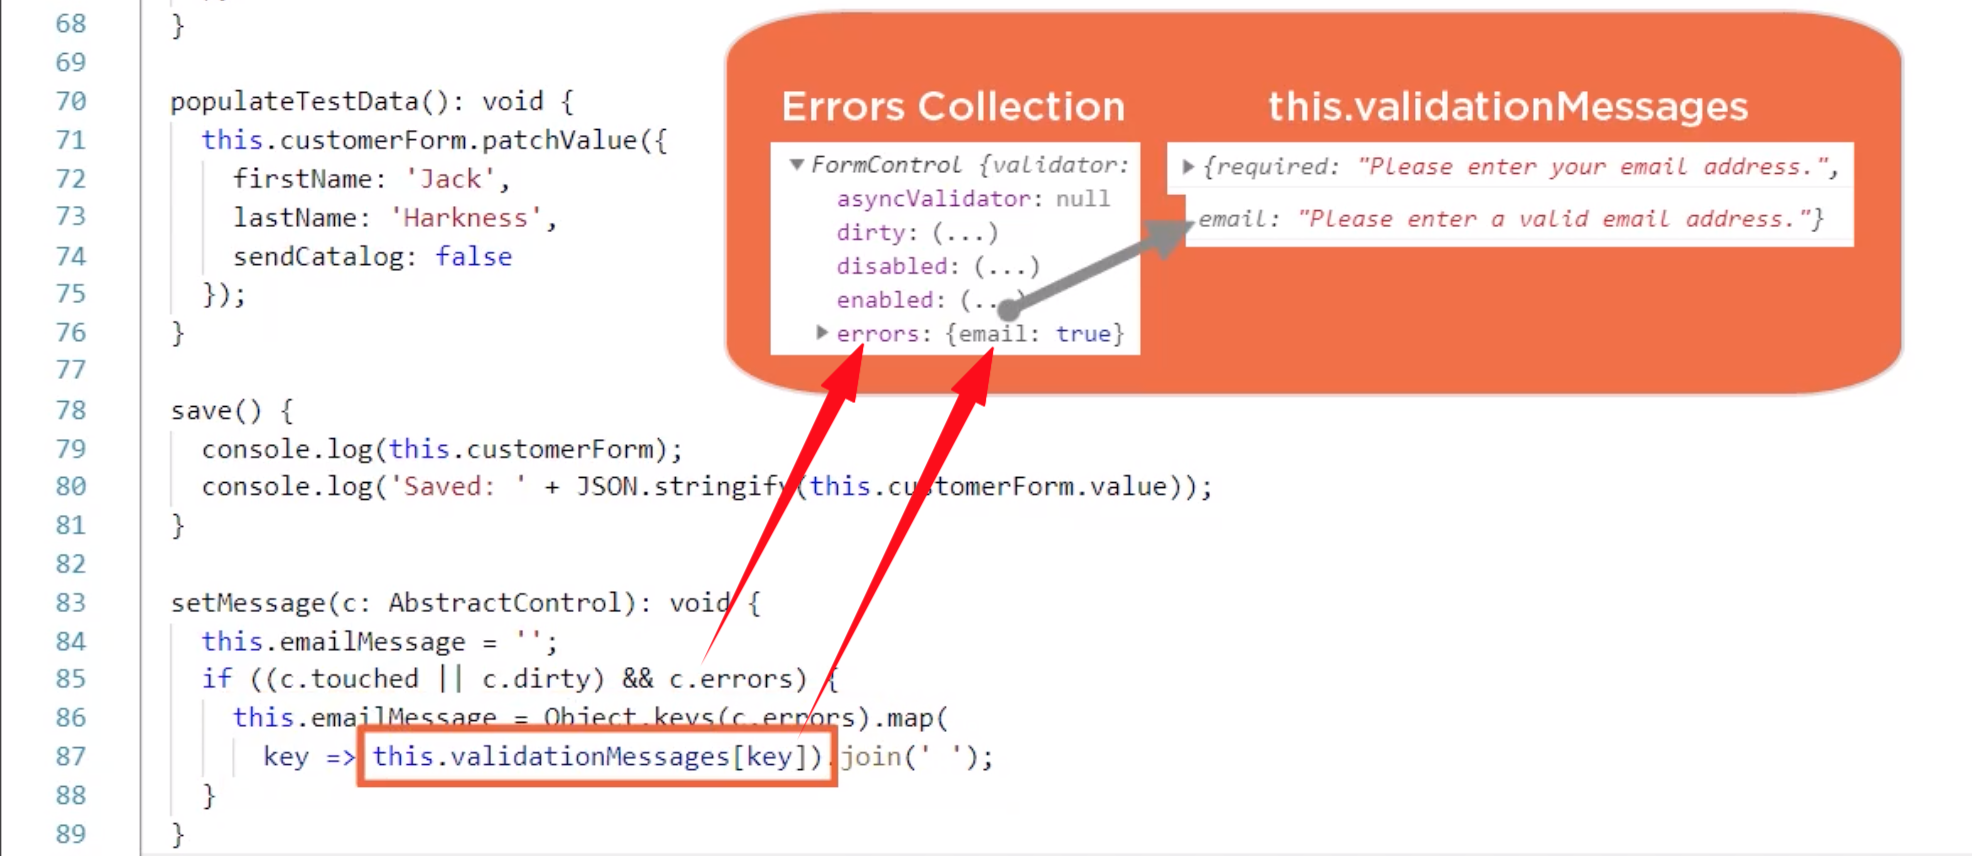 68 }
69
70 populateTestData(): void {
71 this.customerForm.patchValue({
72 firstName: 'Jack',
73 lastName: 'Harkness',
74 sendCatalog: false
75 });
76 }
77
78 save() {
79 console.log(this.customerForm);
80 console.log('Saved: ' + JSON.stringify(this.customerForm.value));
81 }
82
83 setMessage(c: AbstractControl): void {
84 this.emailMessage = '';
85 if ((c.touched || c.dirty) && c.errors) {
86 this.emailMessage = Object.keys(c.errors).map(
87 key => this.validationMessages[key]).join(' ');
88 }
89 }
Errors Collection
FormControl {validator:
asyncValidator: null
dirty: (...)
disabled: (...)
enabled: (...)
errors: {email: true}
this.validationMessages
{required: "Please enter your email address.",
email: "Please enter a valid email address."}